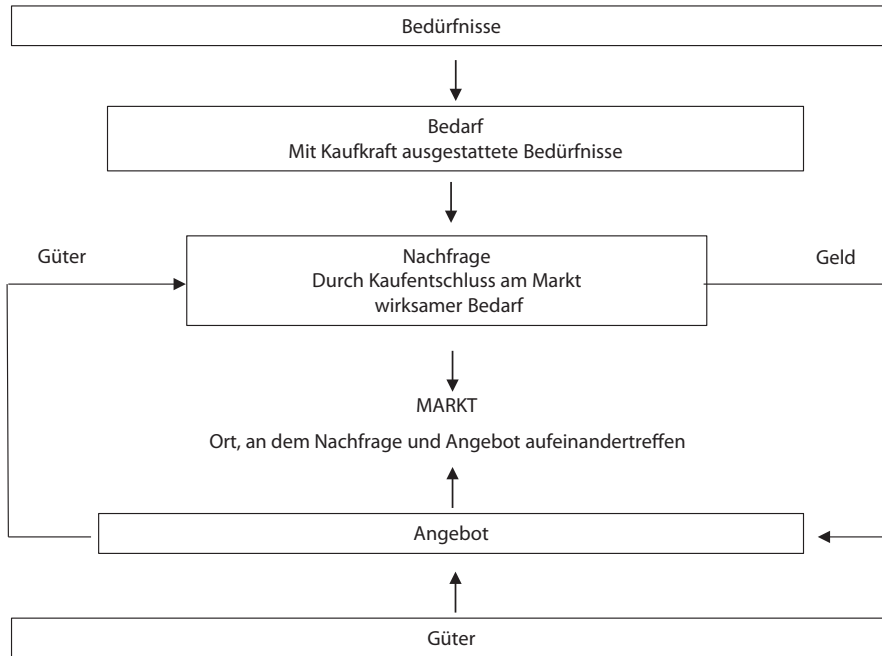 Bedürfnisse
Bedarf
Mit Kaufkraft ausgestattete Bedürfnisse
Güter
Nachfrage
Durch Kaufentschluss am Markt
wirksamer Bedarf
Geld
MARKT
Ort, an dem Nachfrage und Angebot aufeinandertreffen
Angebot
Güter